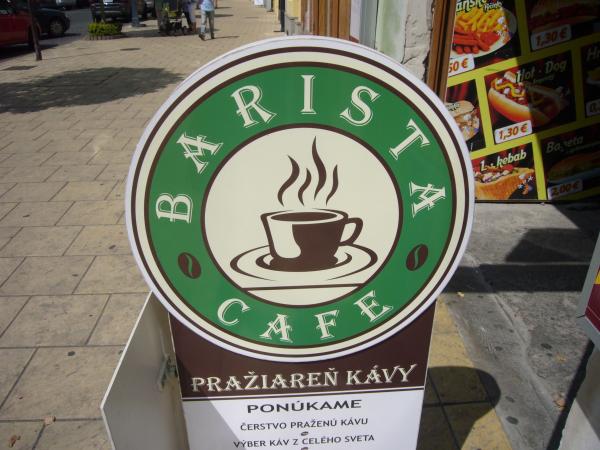 BARISTA
CAFE
PRAŽIAREŇ KÁVY
PONÚKAME
ČERSTVO PRAŽENÚ KÁVU
VÝBER KÁV Z CELÉHO SVETA
1,30 €
Hot - Dog
1,30 €
kebab
Bageta
2,00 €